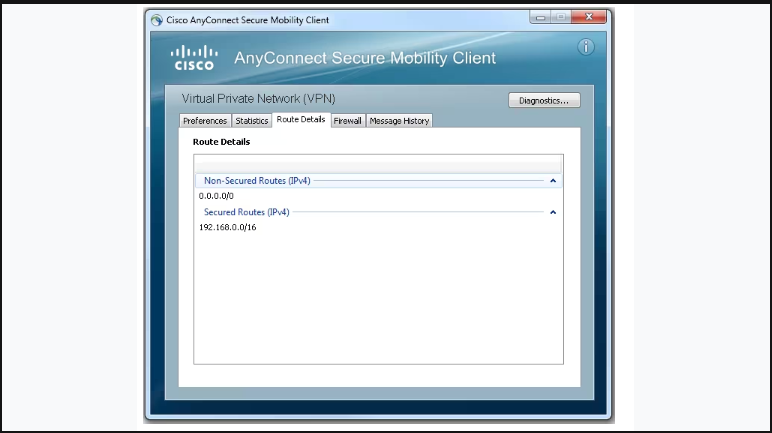 Cisco AnyConnect Secure Mobility Client
CISCO AnyConnect Secure Mobility Client
Virtual Private Network (VPN)
Diagnostics...
Preferences Statistics Route Details Firewall Message History
Route Details
Non-Secured Routes (IPv4)
0.0.0.0/0
Secured Routes (IPv4)
192.168.0.0/16